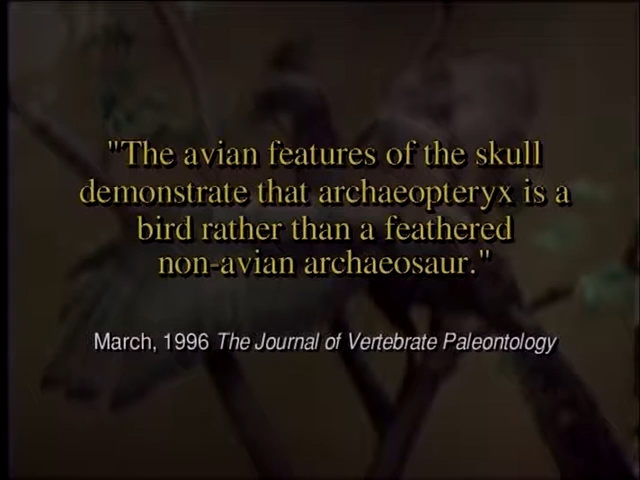 "The avian features of the skull
demonstrate that archaeopteryx is a
bird rather than a feathered
non-avian archaeosaur."
March, 1996 The Journal of Vertebrate Paleontology